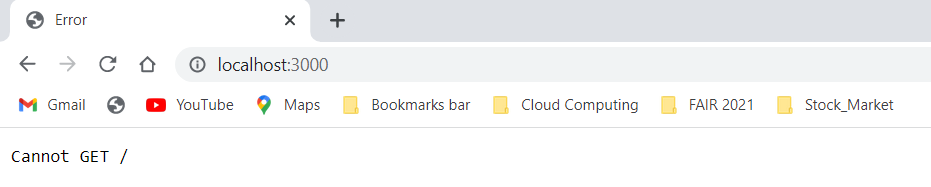 Error
localhost:3000
Gmail YouTube Maps Bookmarks bar Cloud Computing FAIR 2021 Stock_Market
Cannot GET /